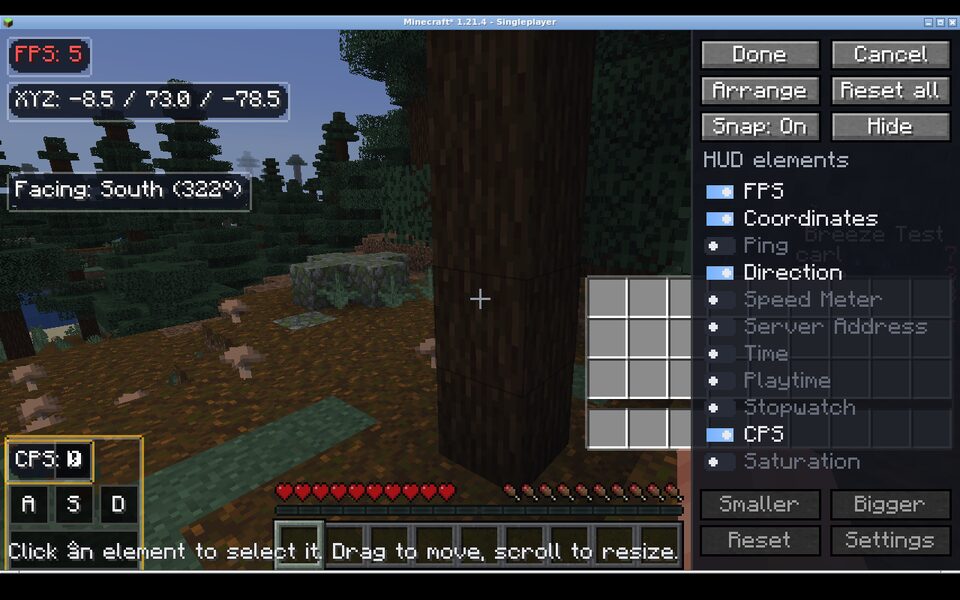 Minecraft* 1.21.4 - Singleplayer
FPS: 5
XYZ: -8.5 / 73.0 / -78.5
Facing: South (322°)
CPS: 0
A S D
Click an element to select it. Drag to move, scroll to resize.
Done Cancel
Arrange Reset all
Snap: On Hide
HUD elements
FPS
Coordinates
Breeze Test
Ping
carl
Direction
Speed Meter
Server Address
Time
Playtime
Stopwatch
CPS
Saturation
Smaller Bigger
Reset Settings